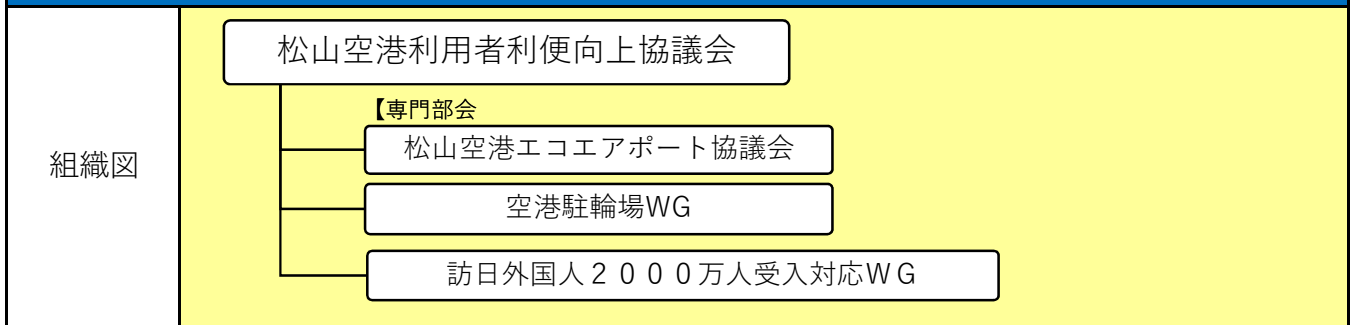 組織図
松山空港利用者利便向上協議会
【専門部会
松山空港エコエアポート協議会
空港駐輪場WG
訪日外国人２０００万人受入対応ＷＧ